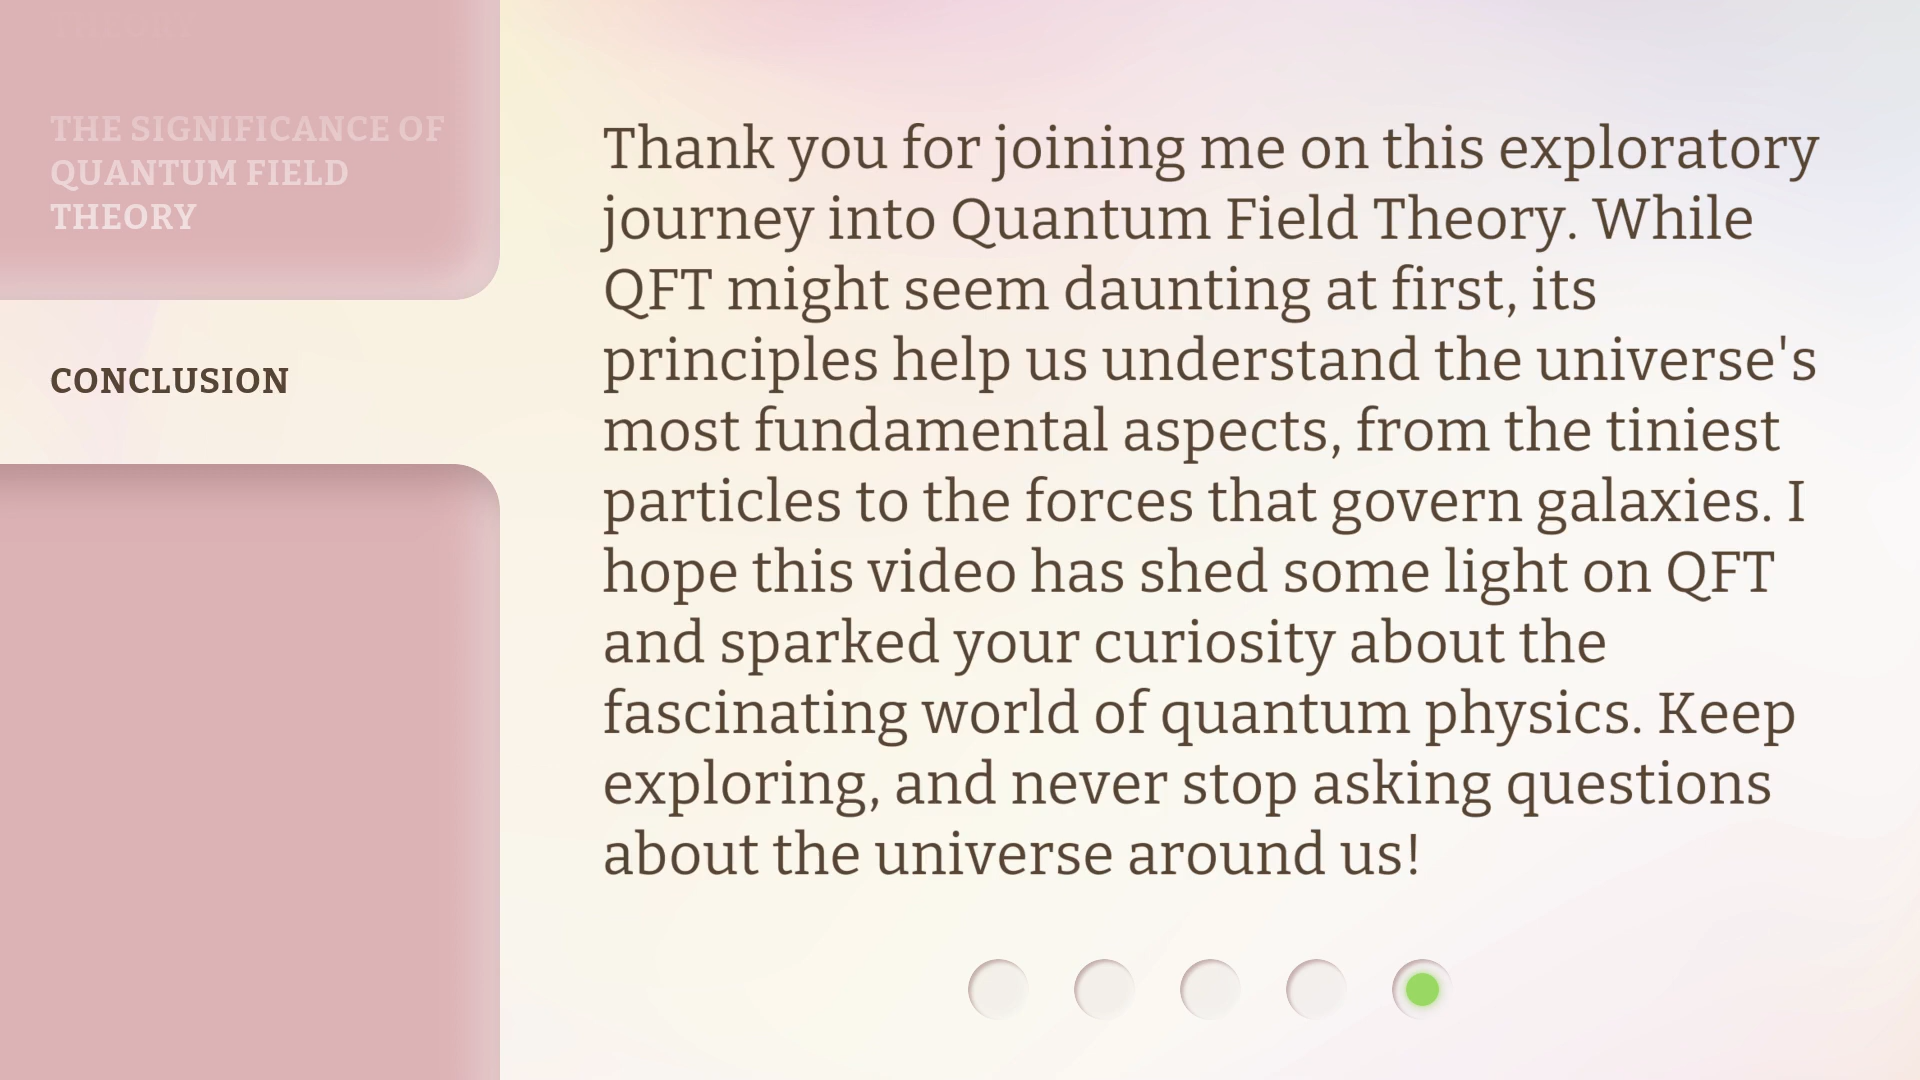 THEORY
THE SIGNIFICANCE OF
QUANTUM FIELD
THEORY
CONCLUSION
Thank you for joining me on this exploratory
journey into Quantum Field Theory. While
QFT might seem daunting at first, its
principles help us understand the universe's
most fundamental aspects, from the tiniest
particles to the forces that govern galaxies. I
hope this video has shed some light on QFT
and sparked your curiosity about the
fascinating world of quantum physics. Keep
exploring, and never stop asking questions
about the universe around us!